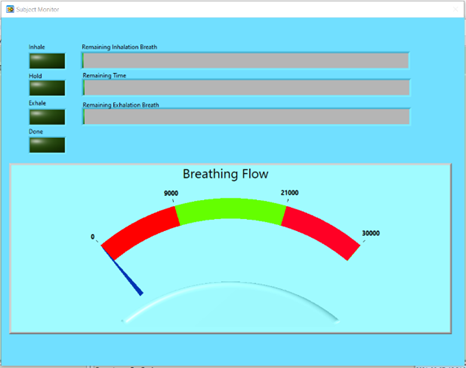 Subject Monitor
Inhale
Remaining Inhalation Breath
Hold
Remaining Time
Exhale
Remaining Exhalation Breath
Done
Breathing Flow
9000
21000
0
30000